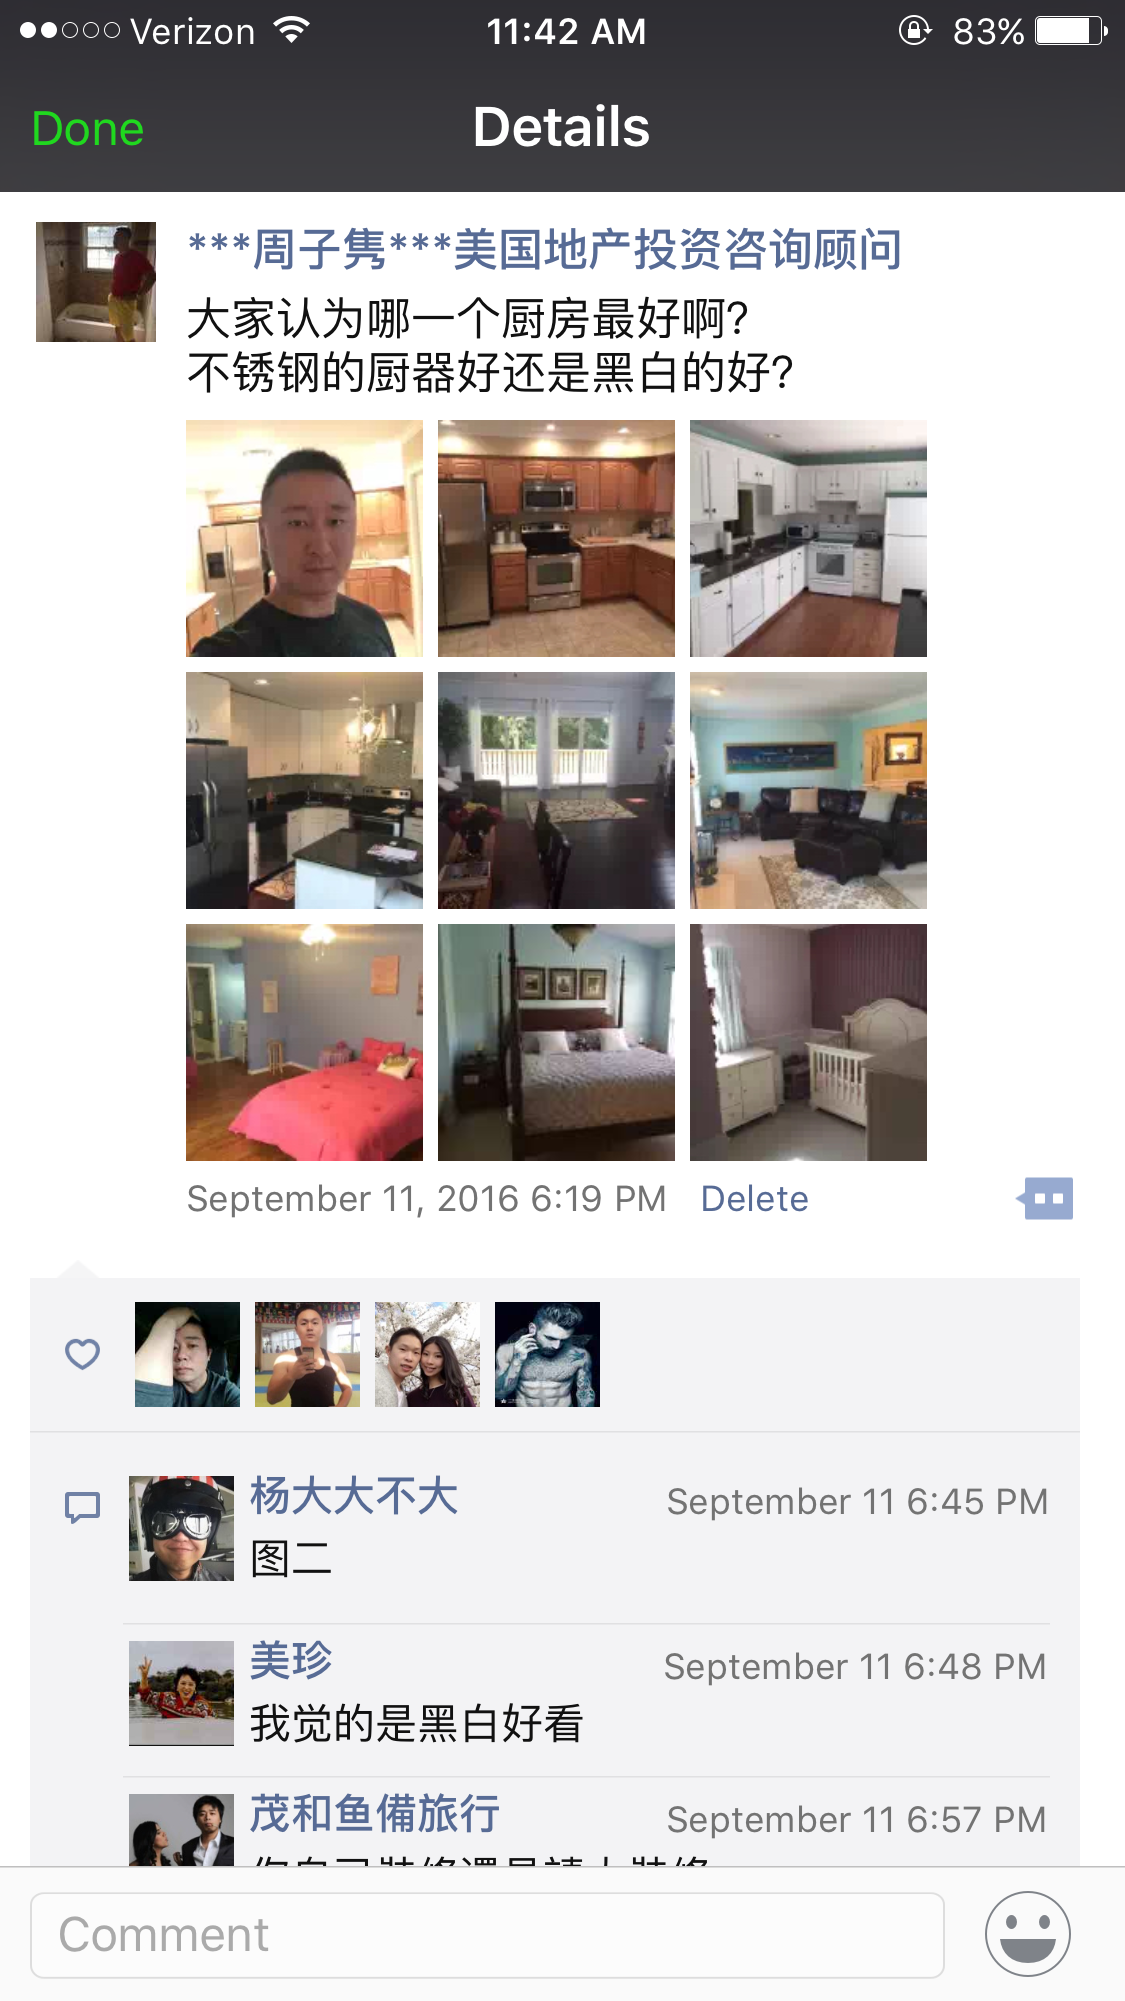 Verizon 11:42 AM 83%
Done Details
***周子隽***美国地产投资咨询顾问
大家认为哪一个厨房最好啊?
不锈钢的厨器好还是黑白的好?
September 11, 2016 6:19 PM Delete
杨大大不大 September 11 6:45 PM
图二
美珍 September 11 6:48 PM
我觉的是黑白好看
茂和鱼備旅行 September 11 6:57 PM
Comment